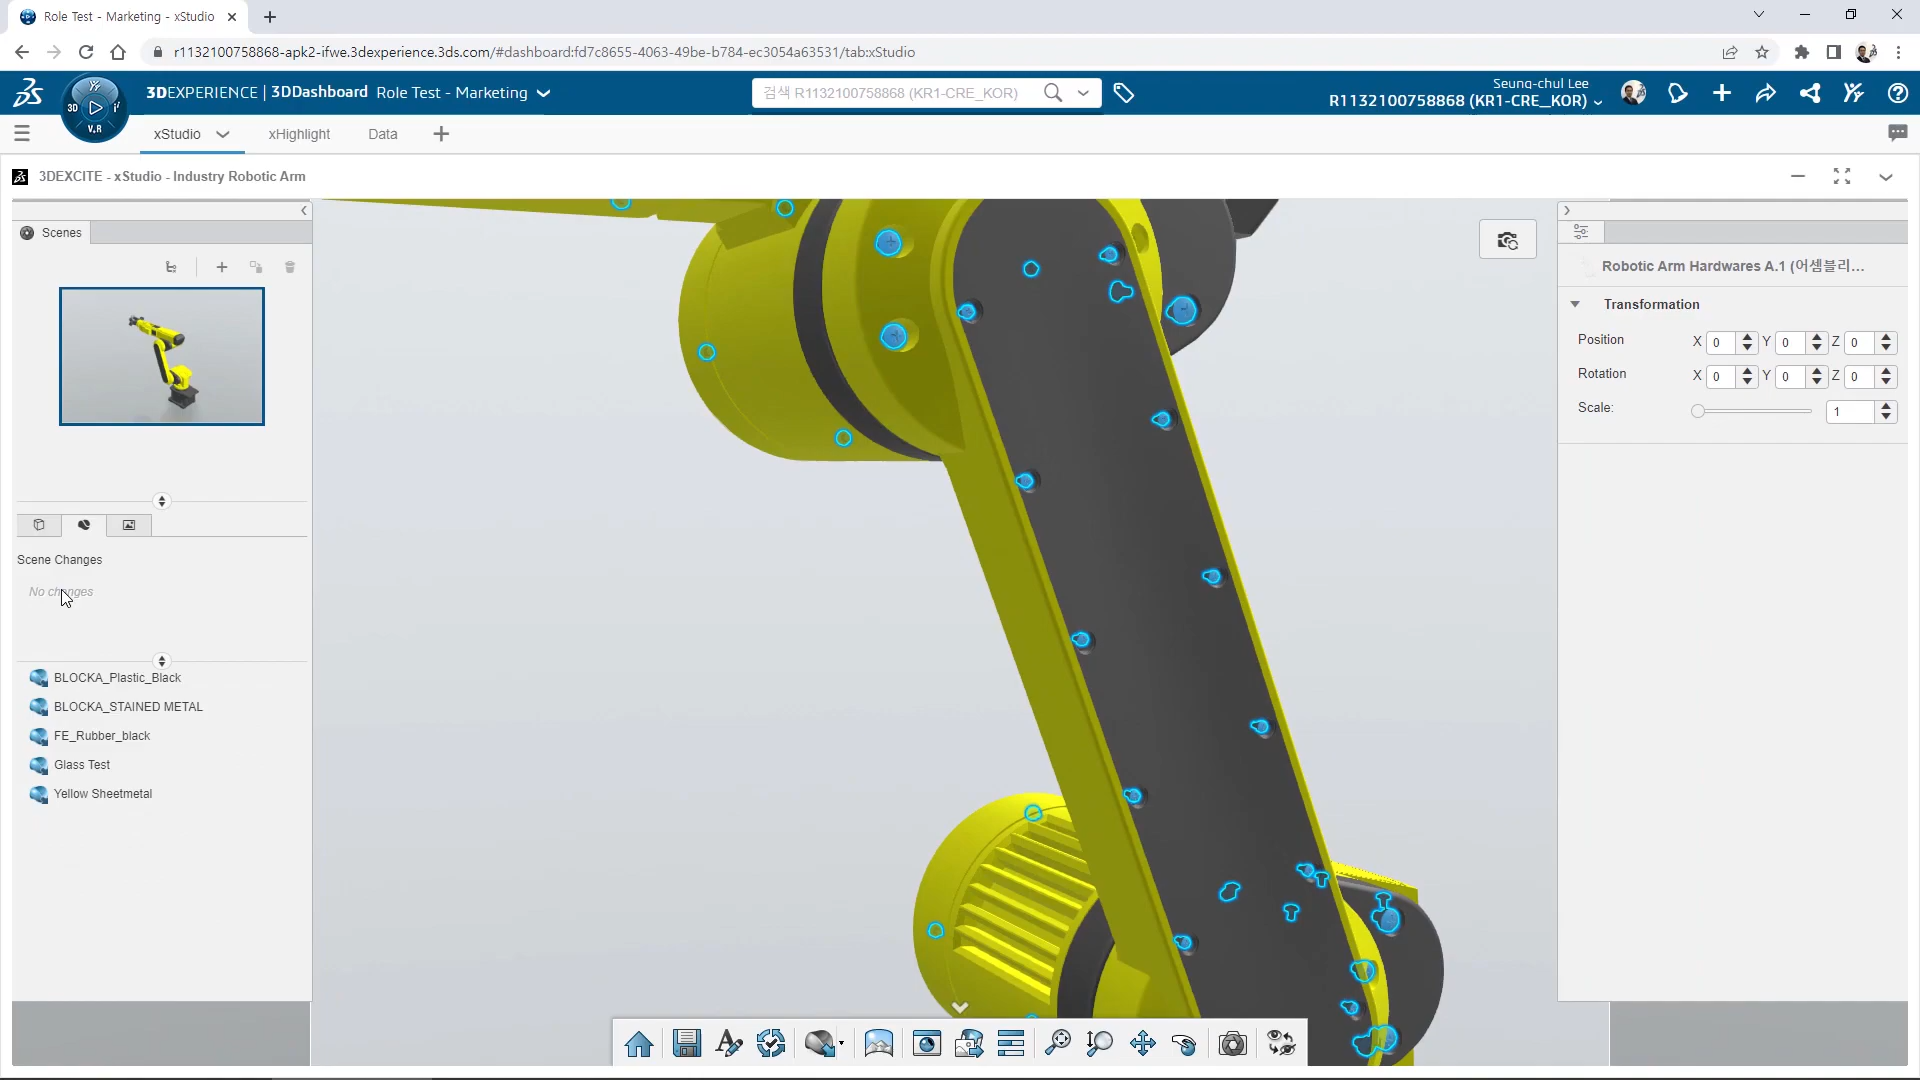 Role Test - Marketing - xStudio
r1132100758868-apk2-ifwe.3dexperience.3ds.com/#dashboard:fd7c8655-4063-49be-b784-ec3054a63531/tab:xStudio
3D
V.R
3DEXPERIENCE | 3DDashboard Role Test - Marketing
검색 R1132100758868 (KR1-CRE_KOR)
Seung-chul Lee
R1132100758868 (KR1-CRE_KOR)
xStudio
xHighlight
Data
3DEXCITE - xStudio - Industry Robotic Arm
Scenes
Scene Changes
No changes
BLOCKA_Plastic_Black
BLOCKA_STAINED METAL
FE_Rubber_black
Glass Test
Yellow Sheetmetal
Robotic Arm Hardwares A.1 (어셈블리...
Transformation
Position X 0 Y 0 Z 0
Rotation X 0 Y 0 Z 0
Scale: 1